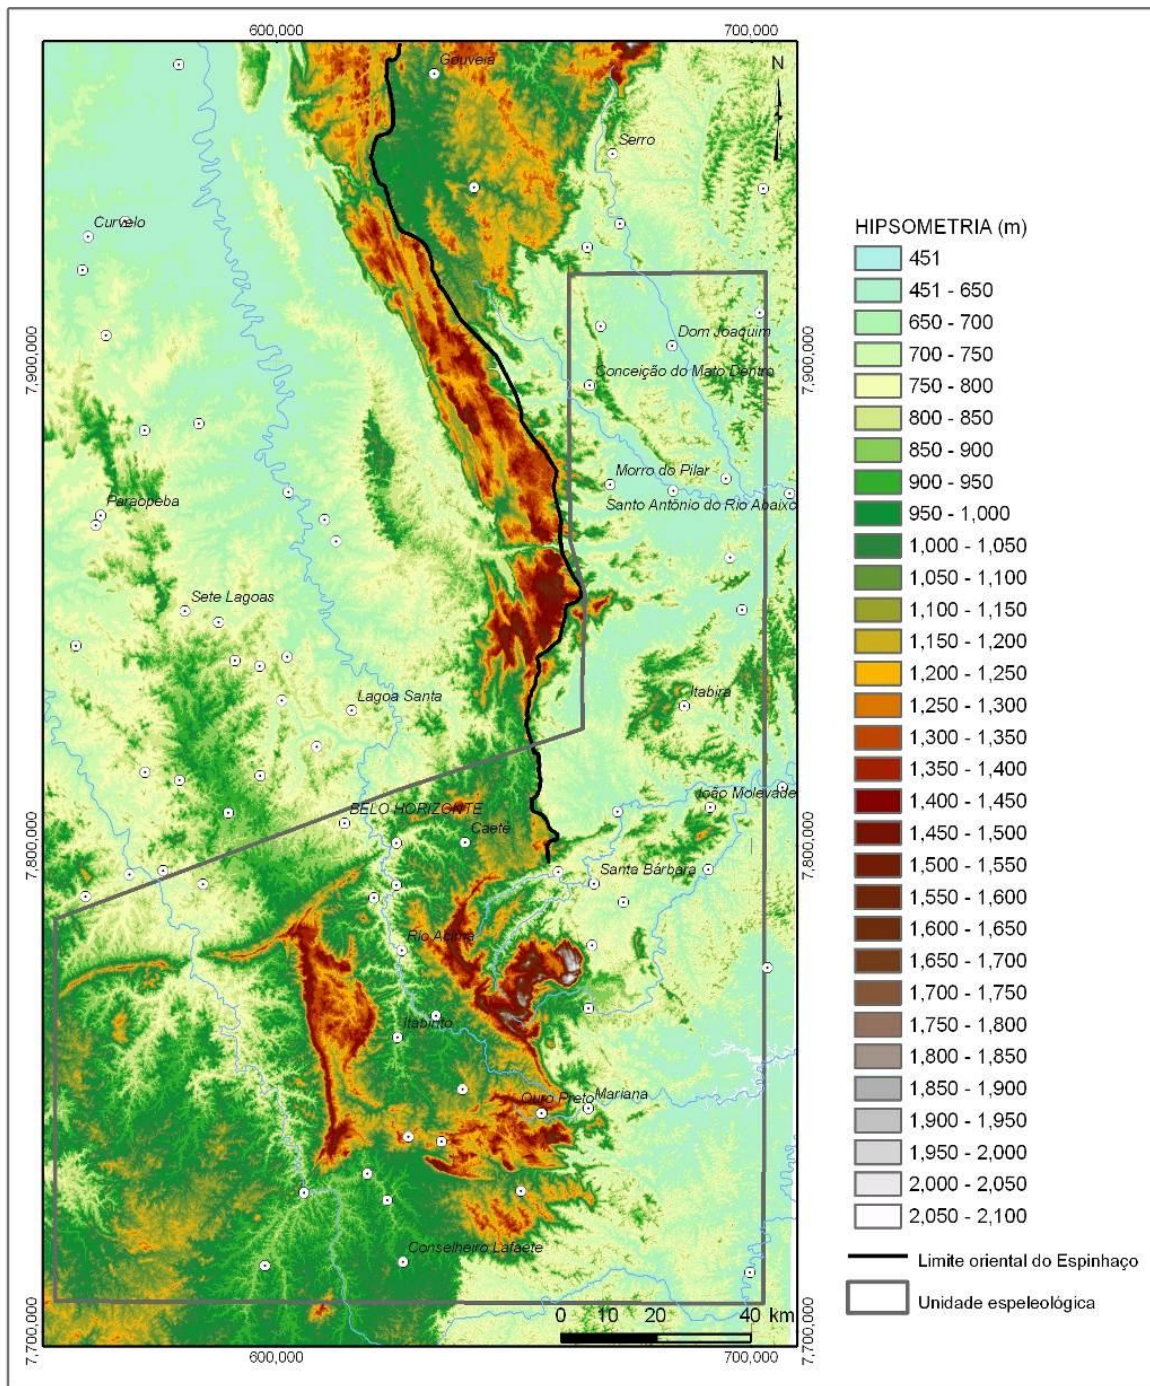 600,000
700,000
N
Gouveia
Serro
Curvelo
7,900,000
7,900,000
Dom Joaquim
Conceição do Mato Dentro
Morro do Pilar
Santo Antônio do Rio Abaixo
Paraopeba
Sete Lagoas
Lagoa Santa
Itabira
João Molevade
BELO HORIZONTE
Caeté
7,800,000
7,800,000
Santa Bárbara
Rio Acima
Itabirito
Ouro Preto
Mariana
Conselheiro Lafaete
0 10 20 40 km
7,700,000
7,700,000
600,000
700,000
HIPSOMETRIA (m)
451
451 - 650
650 - 700
700 - 750
750 - 800
800 - 850
850 - 900
900 - 950
950 - 1,000
1,000 - 1,050
1,050 - 1,100
1,100 - 1,150
1,150 - 1,200
1,200 - 1,250
1,250 - 1,300
1,300 - 1,350
1,350 - 1,400
1,400 - 1,450
1,450 - 1,500
1,500 - 1,550
1,550 - 1,600
1,600 - 1,650
1,650 - 1,700
1,700 - 1,750
1,750 - 1,800
1,800 - 1,850
1,850 - 1,900
1,900 - 1,950
1,950 - 2,000
2,000 - 2,050
2,050 - 2,100
Limite oriental do Espinhaço
Unidade espeleológica